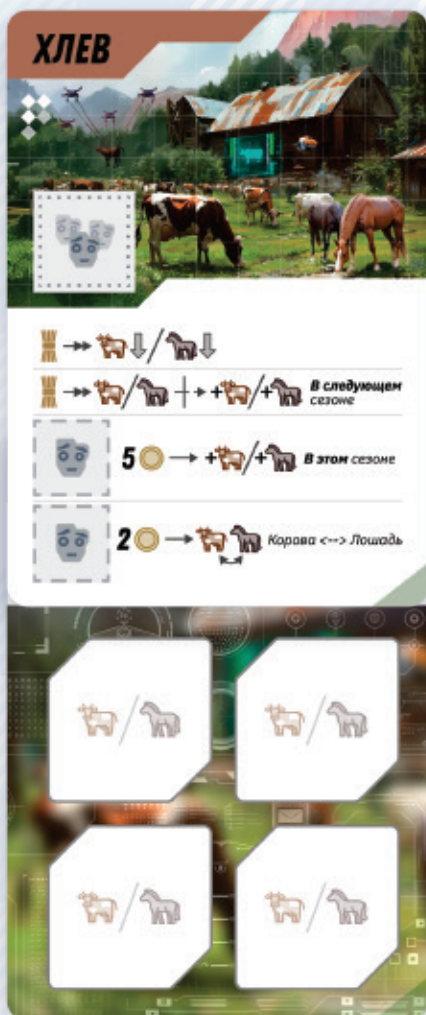 ХЛЕВ
В следующем
сезоне
5 В этом сезоне
2 Корова <--> Лошадь